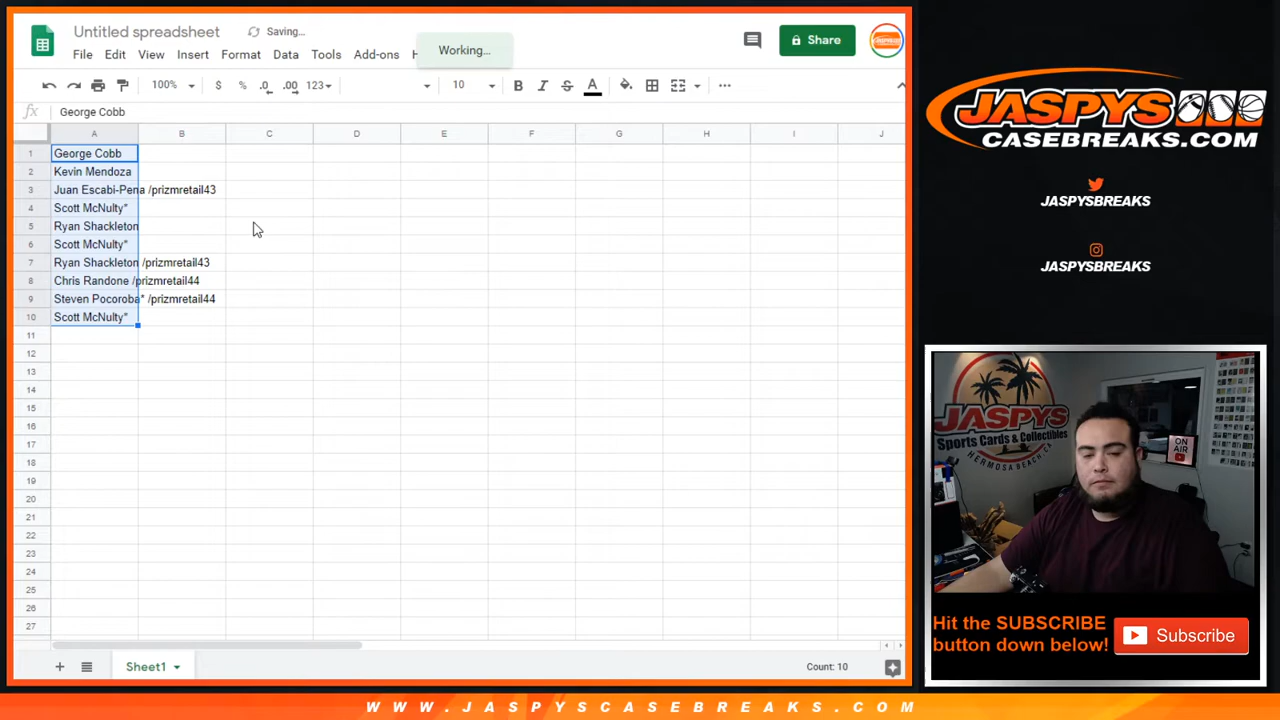 Untitled spreadsheet
Saving...
Working...
Share
File Edit View Insert Format Data Tools Add-ons H
100% $ % .0 .00 123 10 B I S A
fx George Cobb
A B C D E F G H I J
1 George Cobb
2 Kevin Mendoza
3 Juan Escabi-Pena /prizmretail43
4 Scott McNulty"
5 Ryan Shackleton
6 Scott McNulty"
7 Ryan Shackleton /prizmretail43
8 Chris Randone /prizmretail44
9 Steven Pocoroba* /prizmretail44
10 Scott McNulty"
11
12
13
14
15
16
17
18
19
20
21
22
23
24
25
26
27
Sheet1
Count: 10
JASPYS
CASEBREAKS.COM
JASPYSBREAKS
JASPYSBREAKS
JASPYS
Sports Cards & Collectibles
HERMOSA BEACH CA
ON AIR
Hit the SUBSCRIBE
button down below!
Subscribe
WWW.JASPYSCASEBREAKS.COM